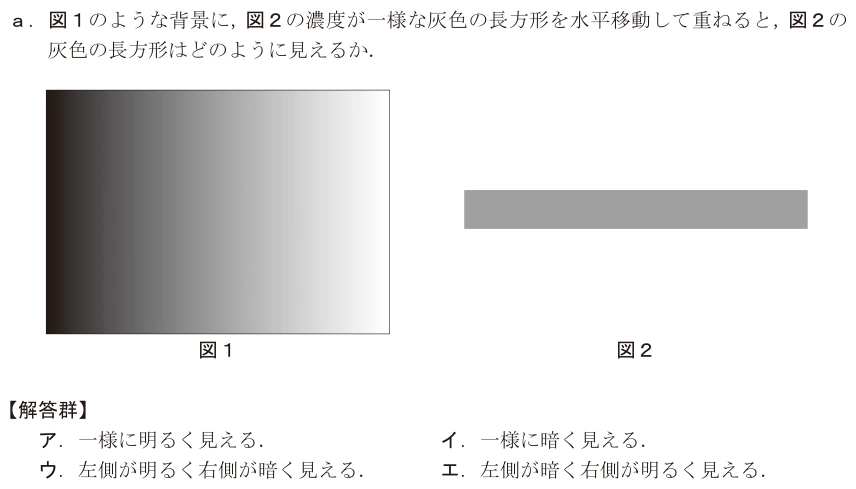 a．図１のような背景に，図２の濃度が一様な灰色の長方形を水平移動して重ねると，図２の
灰色の長方形はどのように見えるか．
図１
図２
【解答群】
ア．一様に明るく見える．
イ．一様に暗く見える．
ウ．左側が明るく右側が暗く見える．
エ．左側が暗く右側が明るく見える．